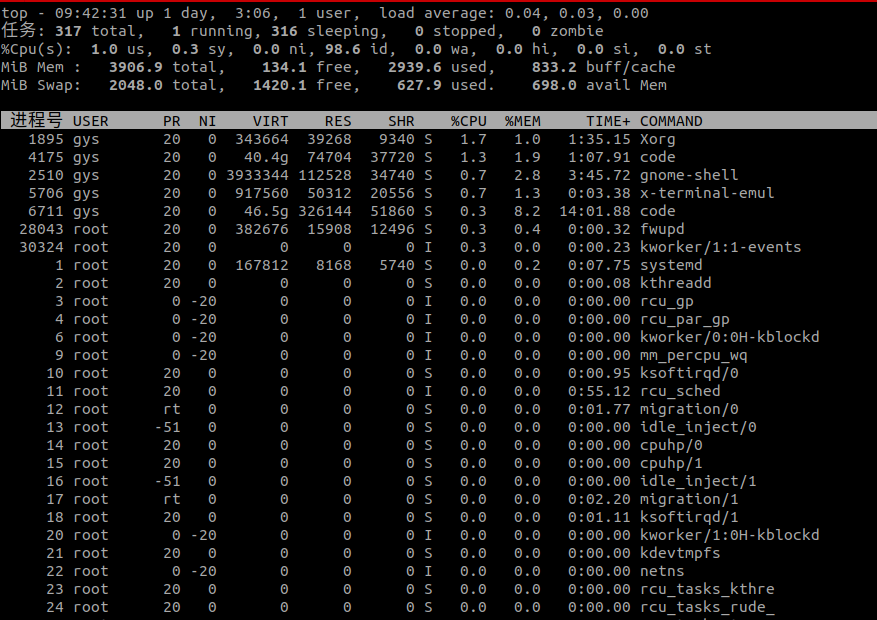 top - 09:42:31 up 1 day,  3:06,  1 user,  load average: 0.04, 0.03, 0.00
任务: 317 total,   1 running, 316 sleeping,   0 stopped,   0 zombie
%Cpu(s):  1.0 us,  0.3 sy,  0.0 ni, 98.6 id,  0.0 wa,  0.0 hi,  0.0 si,  0.0 st
MiB Mem :   3906.9 total,    134.1 free,   2939.6 used,    833.2 buff/cache
MiB Swap:   2048.0 total,   1420.1 free,    627.9 used.    698.0 avail Mem
进程号 USER      PR  NI    VIRT    RES    SHR    %CPU  %MEM     TIME+ COMMAND
1895 gys       20   0  343664  39268   9340 S   1.7   1.0   1:35.15 Xorg
4175 gys       20   0   40.4g  74704  37720 S   1.3   1.9   1:07.91 code
2510 gys       20   0 3933344 112528  34740 S   0.7   2.8   3:45.72 gnome-shell
5706 gys       20   0  917560  50312  20556 S   0.7   1.3   0:03.38 x-terminal-emul
6711 gys       20   0   46.5g 326144  51860 S   0.3   8.2  14:01.88 code
28043 root      20   0  382676  15908  12496 S   0.3   0.4   0:00.32 fwupd
30324 root      20   0       0      0      0 I   0.3   0.0   0:00.23 kworker/1:1-events
1 root      20   0  167812   8168   5740 S   0.0   0.2   0:07.75 systemd
2 root      20   0       0      0      0 S   0.0   0.0   0:00.08 kthreadd
3 root       0 -20       0      0      0 I   0.0   0.0   0:00.00 rcu_gp
4 root       0 -20       0      0      0 I   0.0   0.0   0:00.00 rcu_par_gp
6 root       0 -20       0      0      0 I   0.0   0.0   0:00.00 kworker/0:0H-kblockd
9 root       0 -20       0      0      0 I   0.0   0.0   0:00.00 mm_percpu_wq
10 root      20   0       0      0      0 S   0.0   0.0   0:00.95 ksoftirqd/0
11 root      20   0       0      0      0 I   0.0   0.0   0:55.12 rcu_sched
12 root      rt   0       0      0      0 S   0.0   0.0   0:01.77 migration/0
13 root     -51   0       0      0      0 S   0.0   0.0   0:00.00 idle_inject/0
14 root      20   0       0      0      0 S   0.0   0.0   0:00.00 cpuhp/0
15 root      20   0       0      0      0 S   0.0   0.0   0:00.00 cpuhp/1
16 root     -51   0       0      0      0 S   0.0   0.0   0:00.00 idle_inject/1
17 root      rt   0       0      0      0 S   0.0   0.0   0:02.20 migration/1
18 root      20   0       0      0      0 S   0.0   0.0   0:01.11 ksoftirqd/1
20 root       0 -20       0      0      0 I   0.0   0.0   0:00.00 kworker/1:0H-kblockd
21 root      20   0       0      0      0 S   0.0   0.0   0:00.00 kdevtmpfs
22 root       0 -20       0      0      0 I   0.0   0.0   0:00.00 netns
23 root      20   0       0      0      0 S   0.0   0.0   0:00.00 rcu_tasks_kthre
24 root      20   0       0      0      0 S   0.0   0.0   0:00.00 rcu_tasks_rude_